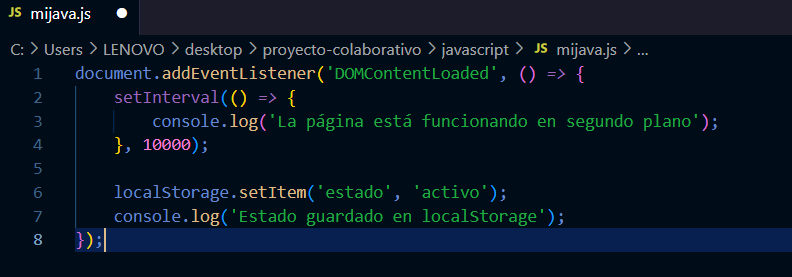 JS mijava.js
C: > Users > LENOVO > desktop > proyecto-colaborativo > javascript > JS mijava.js > ...
1 document.addEventListener('DOMContentLoaded', () => {
2 setInterval(() => {
3 console.log('La página está funcionando en segundo plano');
4 }, 10000);
5
6 localStorage.setItem('estado', 'activo');
7 console.log('Estado guardado en localStorage');
8 });